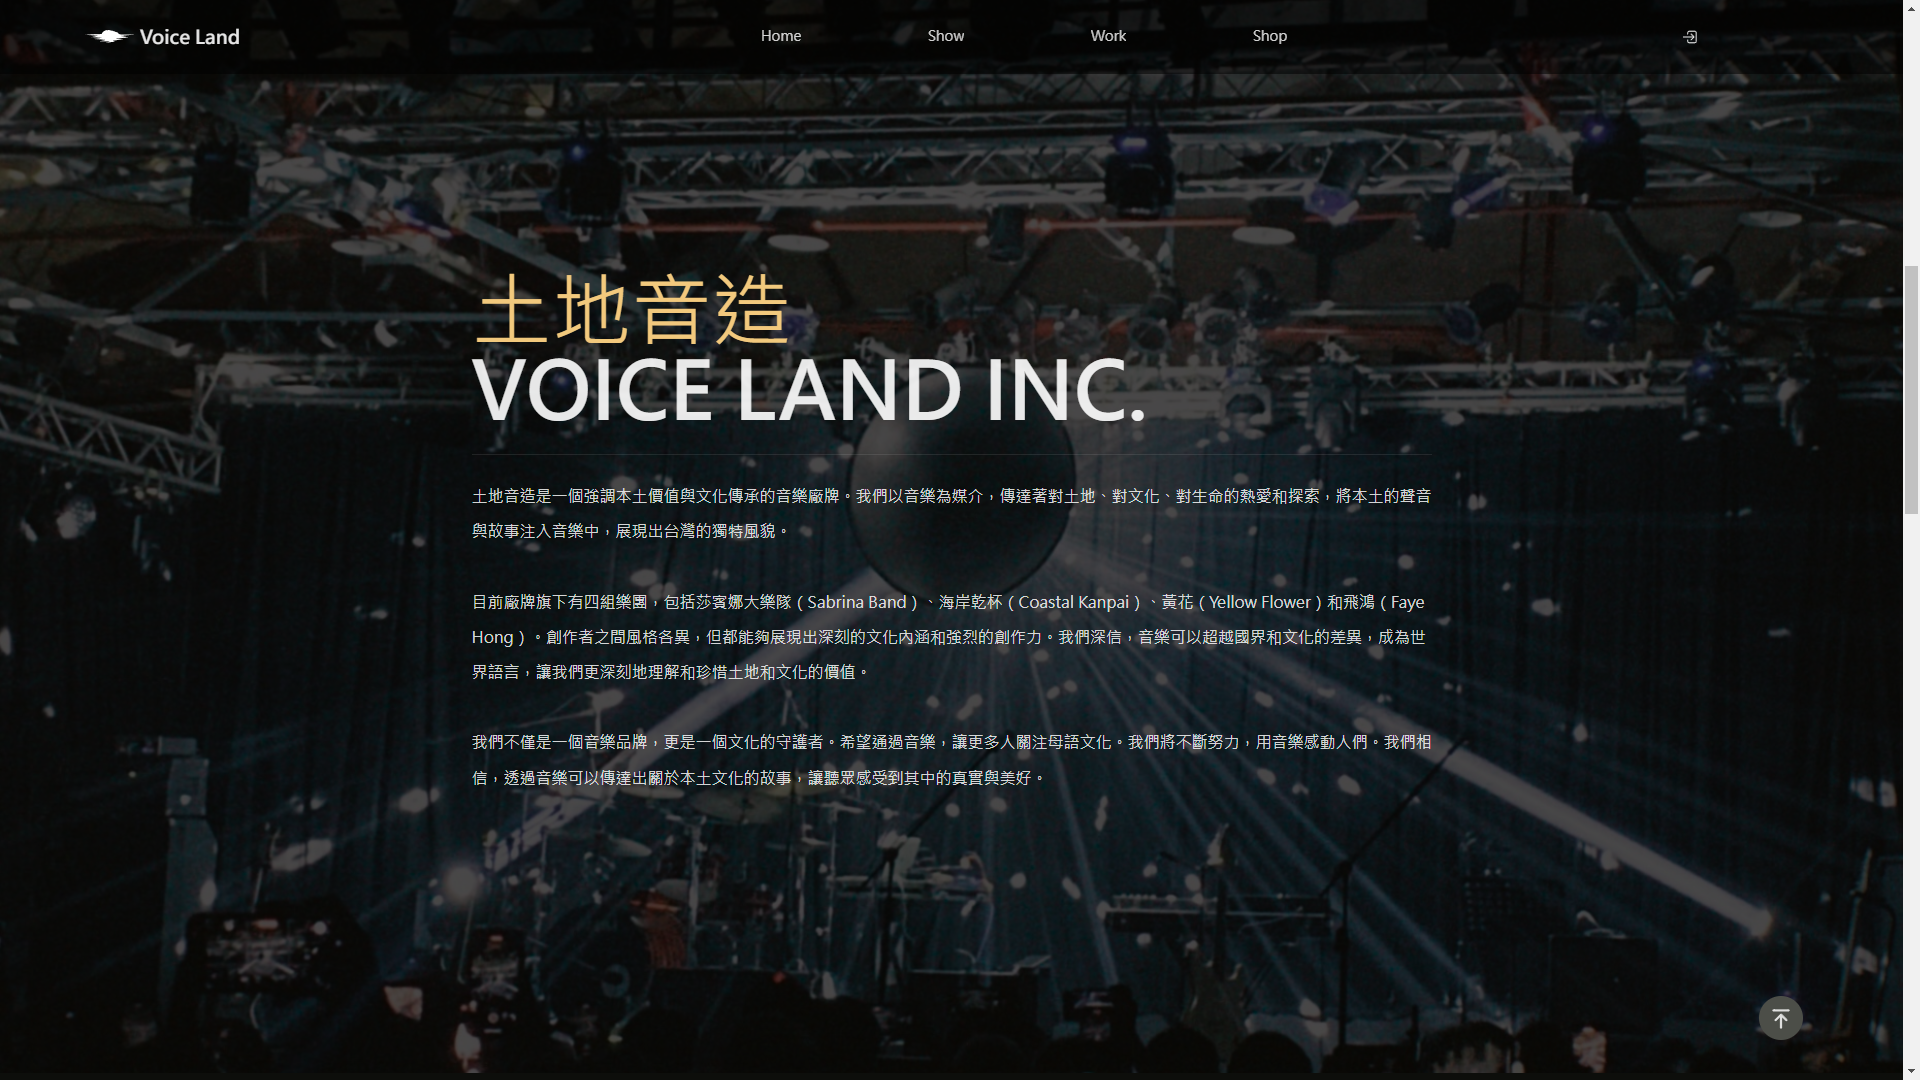 Voice Land
Home
Show
Work
Shop
土地音造
VOICE LAND INC.
土地音造是一個強調本土價值與文化傳承的音樂廠牌。我們以音樂為媒介，傳達著對土地、對文化、對生命的熱愛和探索，將本土的聲音
與故事注入音樂中，展現出台灣的獨特風貌。
目前廠牌旗下有四組樂團，包括莎賓娜大樂隊（Sabrina Band）、海岸乾杯（Coastal Kanpai）、黃花（Yellow Flower）和飛鴻（Faye
Hong）。創作者之間風格各異，但都能夠展現出深刻的文化內涵和強烈的創作力。我們深信，音樂可以超越國界和文化的差異，成為世
界語言，讓我們更深刻地理解和珍惜土地和文化的價值。
我們不僅是一個音樂品牌，更是一個文化的守護者。希望通過音樂，讓更多人關注母語文化。我們將不斷努力，用音樂感動人們。我們相
信，透過音樂可以傳達出關於本土文化的故事，讓聽眾感受到其中的真實與美好。